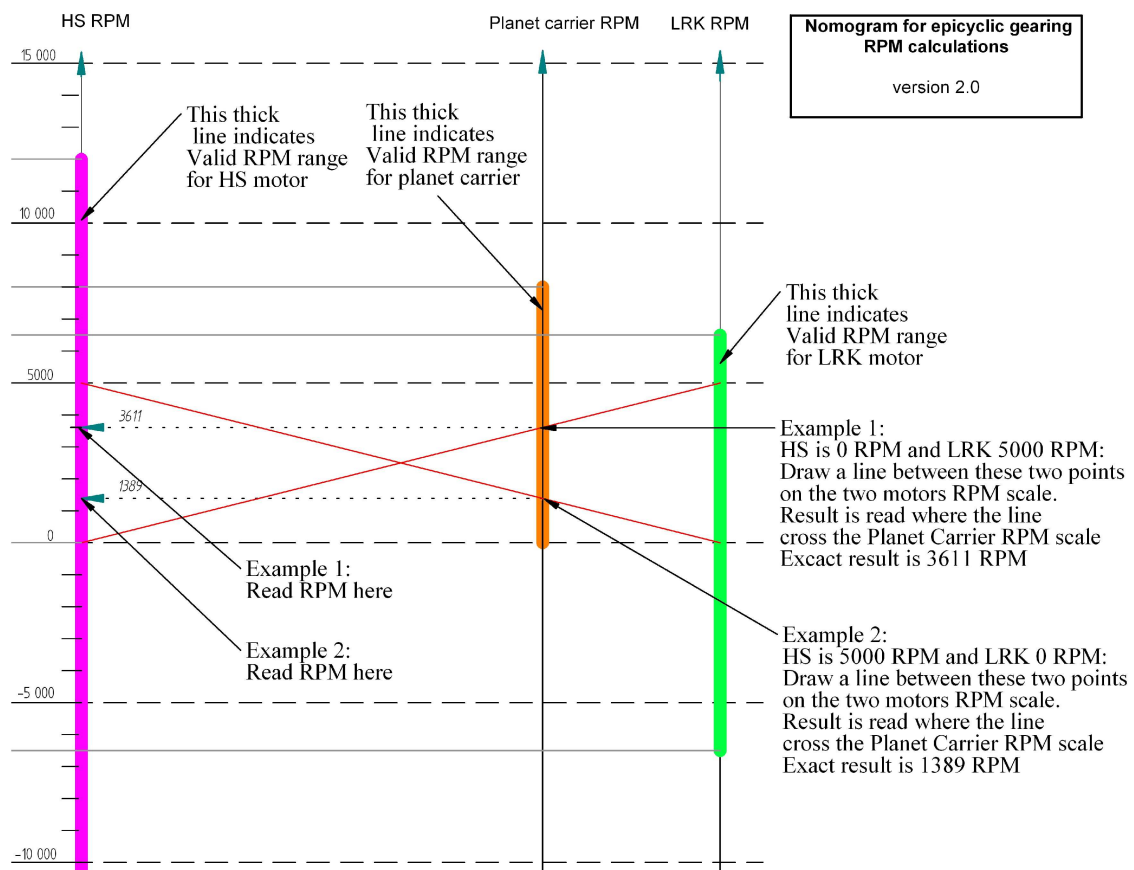 HS RPM
Planet carrier RPM
LRK RPM
Nomogram for epicyclic gearing
RPM calculations
version 2.0
15 000
10 000
5000
0
-5 000
-10 000
This thick
line indicates
Valid RPM range
for HS motor
This thick
line indicates
Valid RPM range
for planet carrier
This thick
line indicates
Valid RPM range
for LRK motor
3611
1389
Example 1:
HS is 0 RPM and LRK 5000 RPM:
Draw a line between these two points
on the two motors RPM scale.
Result is read where the line
cross the Planet Carrier RPM scale
Excact result is 3611 RPM
Example 1:
Read RPM here
Example 2:
Read RPM here
Example 2:
HS is 5000 RPM and LRK 0 RPM:
Draw a line between these two points
on the two motors RPM scale.
Result is read where the line
cross the Planet Carrier RPM scale
Exact result is 1389 RPM